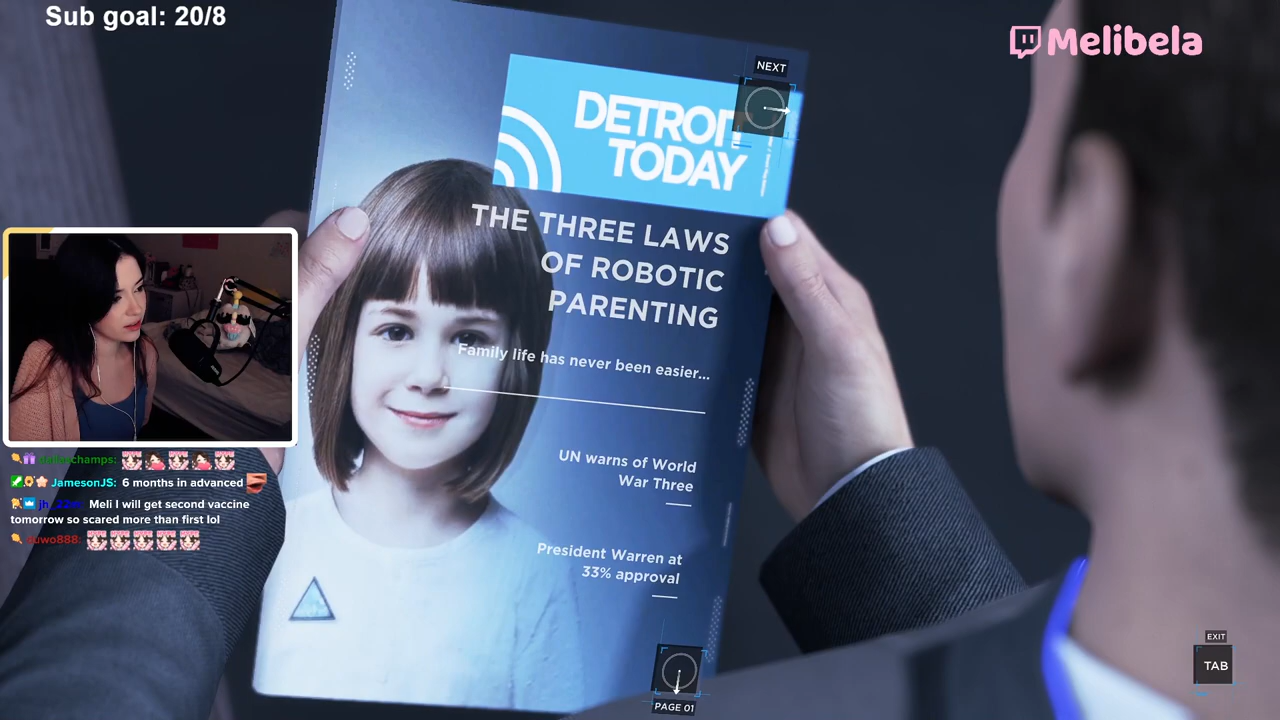 Sub goal: 20/8
Melibela
NEXT
DETROIT
TODAY
THE THREE LAWS
OF ROBOTIC
PARENTING
Family life has never been easier...
UN warns of World
War Three
President Warren at
33% approval
JamesonJS: 6 months in advanced
Meli I will get second vaccine
tomorrow so scared more than first lol
EXIT
TAB
PAGE 01